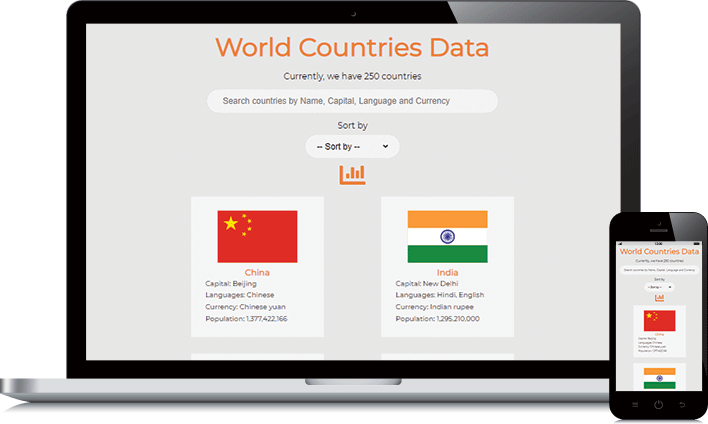 World Countries Data
Currently, we have 250 countries
Search countries by Name, Capital, Language and Currency
Sort by
-- Sort by --
China
Capital: Beijing
Languages: Chinese
Currency: Chinese yuan
Population: 1,377,422,166
India
Capital: New Delhi
Languages: Hindi, English
Currency: Indian rupee
Population: 1,295,210,000
World Countries Data
Currently, we have 250 countries
Search countries by Name, Capital, Language and Currency
Sort by
-- Sort by --
China
Capital: Beijing
Languages: Chinese
Currency: Chinese yuan
Population: 1,377,422,166